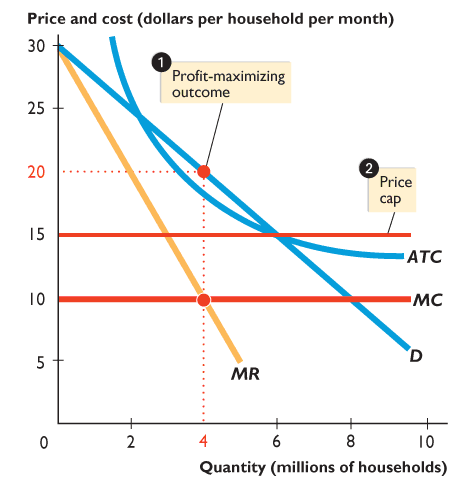 Price and cost (dollars per household per month)
30
1
Profit-maximizing
outcome
25
20
2
Price
cap
15
ATC
10
MC
D
5
MR
0
2
4
6
8
10
Quantity (millions of households)